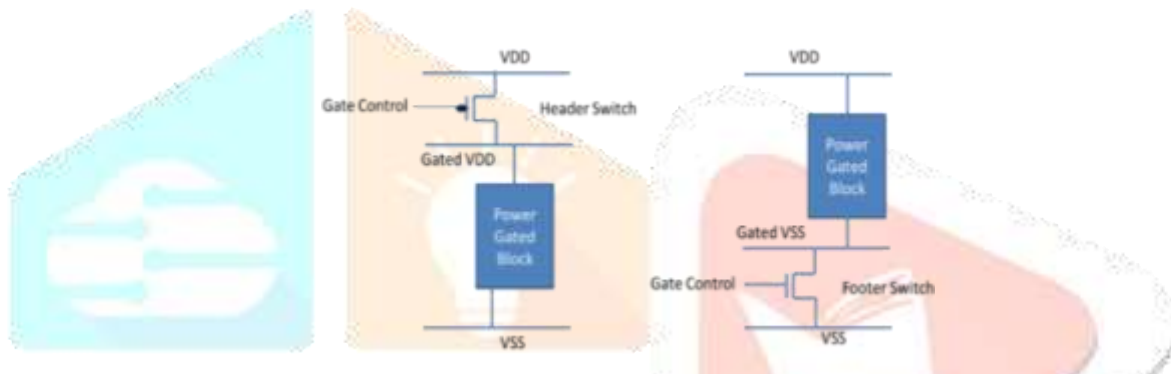 VDD
Gate Control
Header Switch
Gated VDD
Power
Gated
Block
VSS
VDD
Power
Gated
Block
Gated VSS
Gate Control
Footer Switch
VSS